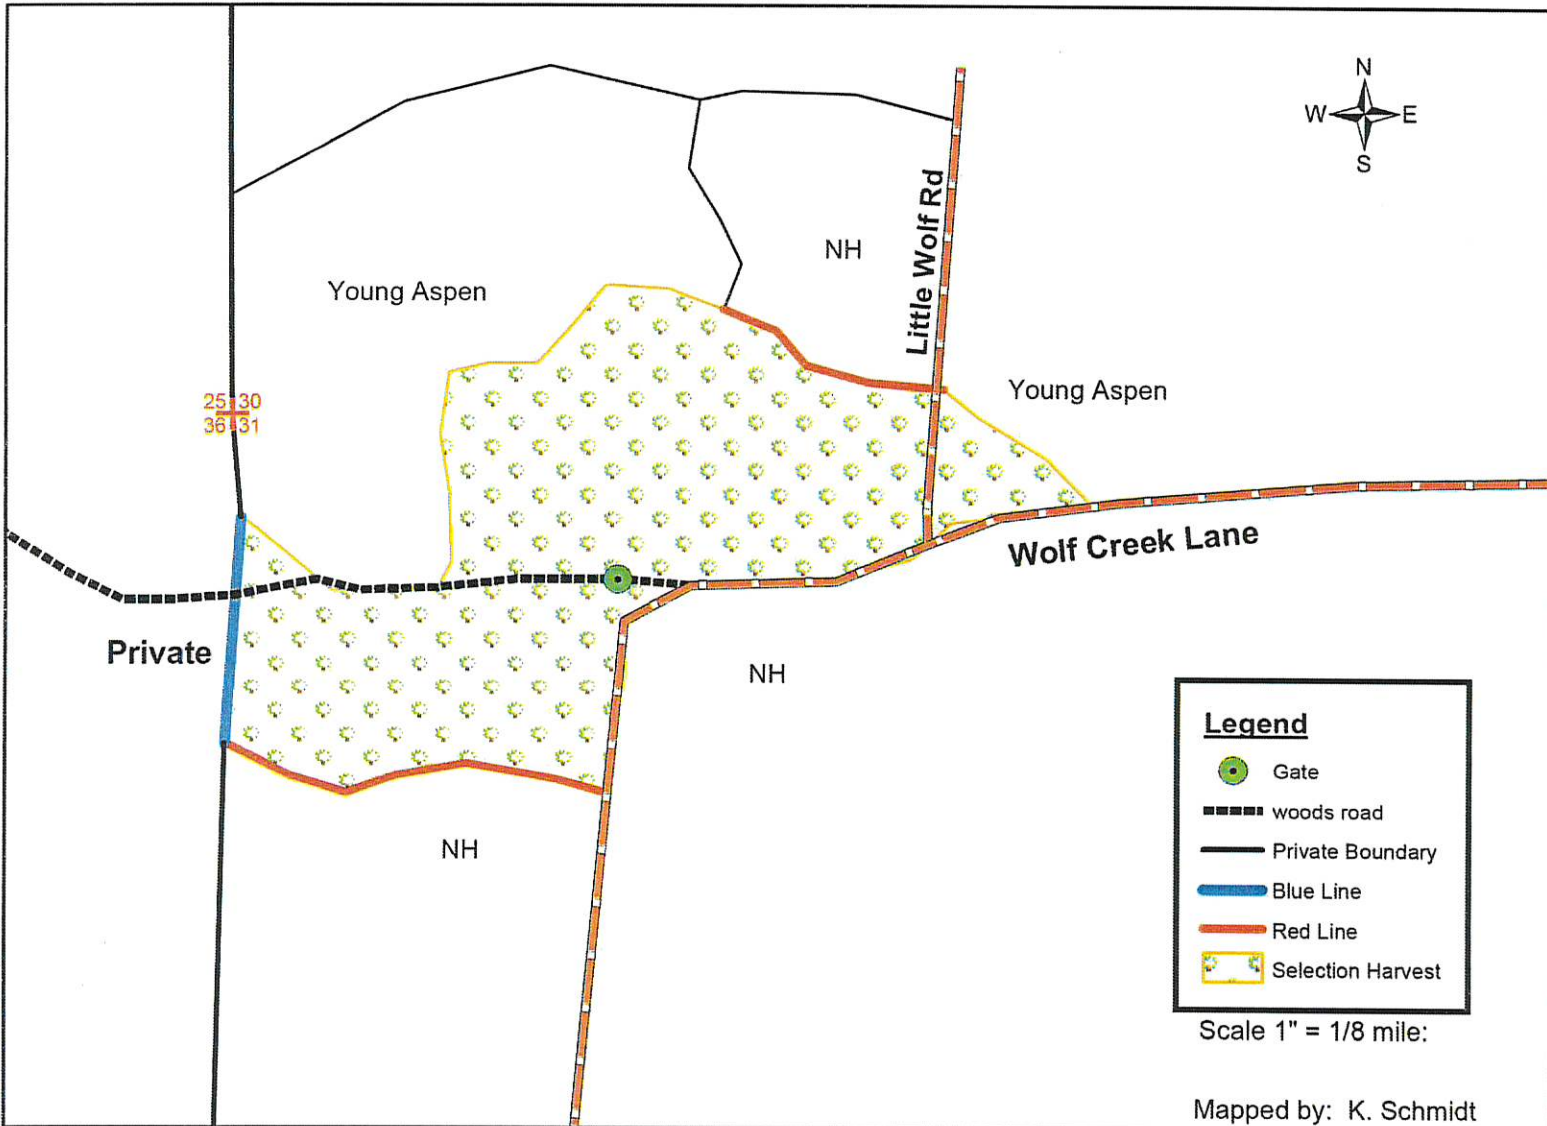 N
W E
S
Little Wolf Rd
NH
Young Aspen
Young Aspen
25 30
36 31
Wolf Creek Lane
Private
NH
NH
Legend
Gate
woods road
Private Boundary
Blue Line
Red Line
Selection Harvest
Scale 1" = 1/8 mile:
Mapped by: K. Schmidt